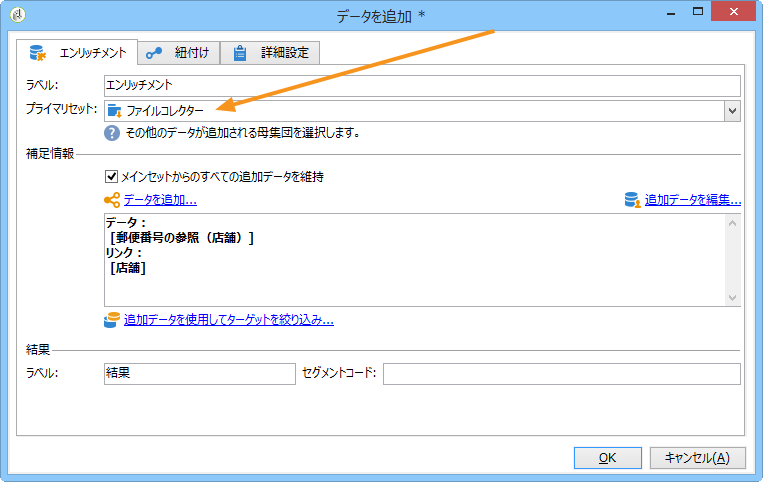 データを追加 *
エンリッチメント 紐付け 詳細設定
ラベル: エンリッチメント
プライマリセット: ファイルコレクター
? その他のデータが追加される母集団を選択します。
補足情報
メインセットからのすべての追加データを維持
データを追加... 追加データを編集...
データ：
[郵便番号の参照（店舗）]
リンク：
[店舗]
追加データを使用してターゲットを絞り込み...
結果
ラベル: 結果 セグメントコード:
OK キャンセル(A)